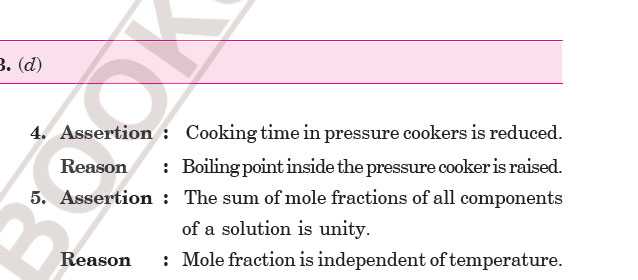 3. (d)
4. Assertion : Cooking time in pressure cookers is reduced.
Reason : Boiling point inside the pressure cooker is raised.
5. Assertion : The sum of mole fractions of all components
of a solution is unity.
Reason : Mole fraction is independent of temperature.
BOOKS